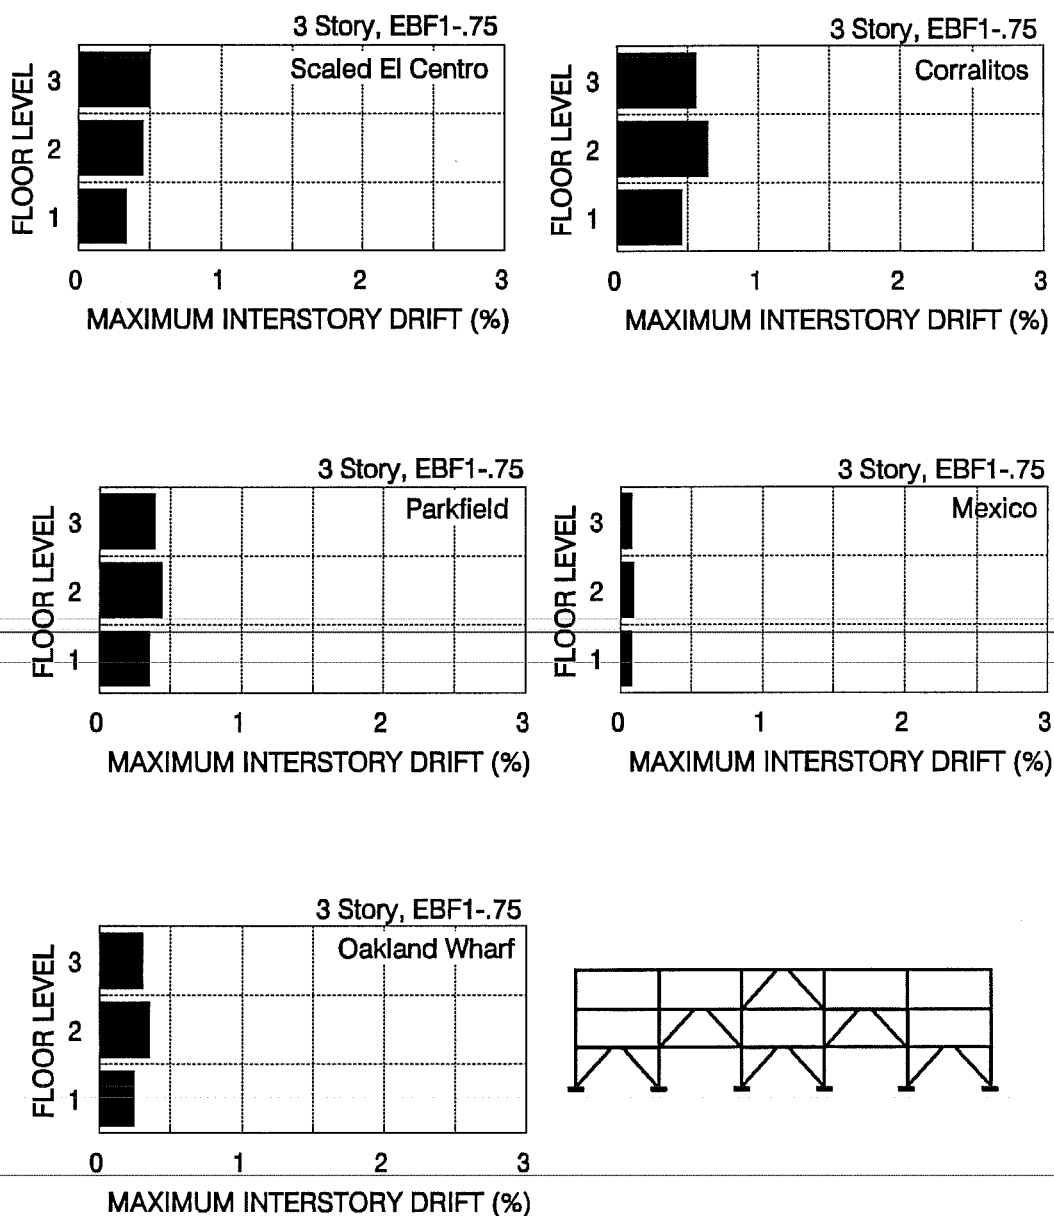 3 Story, EBF1-.75
Scaled El Centro
FLOOR LEVEL
3
2
1
0 1 2 3
MAXIMUM INTERSTORY DRIFT (%)
3 Story, EBF1-.75
Corralitos
FLOOR LEVEL
3
2
1
0 1 2 3
MAXIMUM INTERSTORY DRIFT (%)
3 Story, EBF1-.75
Parkfield
FLOOR LEVEL
3
2
1
0 1 2 3
MAXIMUM INTERSTORY DRIFT (%)
3 Story, EBF1-.75
Mexico
FLOOR LEVEL
3
2
1
0 1 2 3
MAXIMUM INTERSTORY DRIFT (%)
3 Story, EBF1-.75
Oakland Wharf
FLOOR LEVEL
3
2
1
0 1 2 3
MAXIMUM INTERSTORY DRIFT (%)